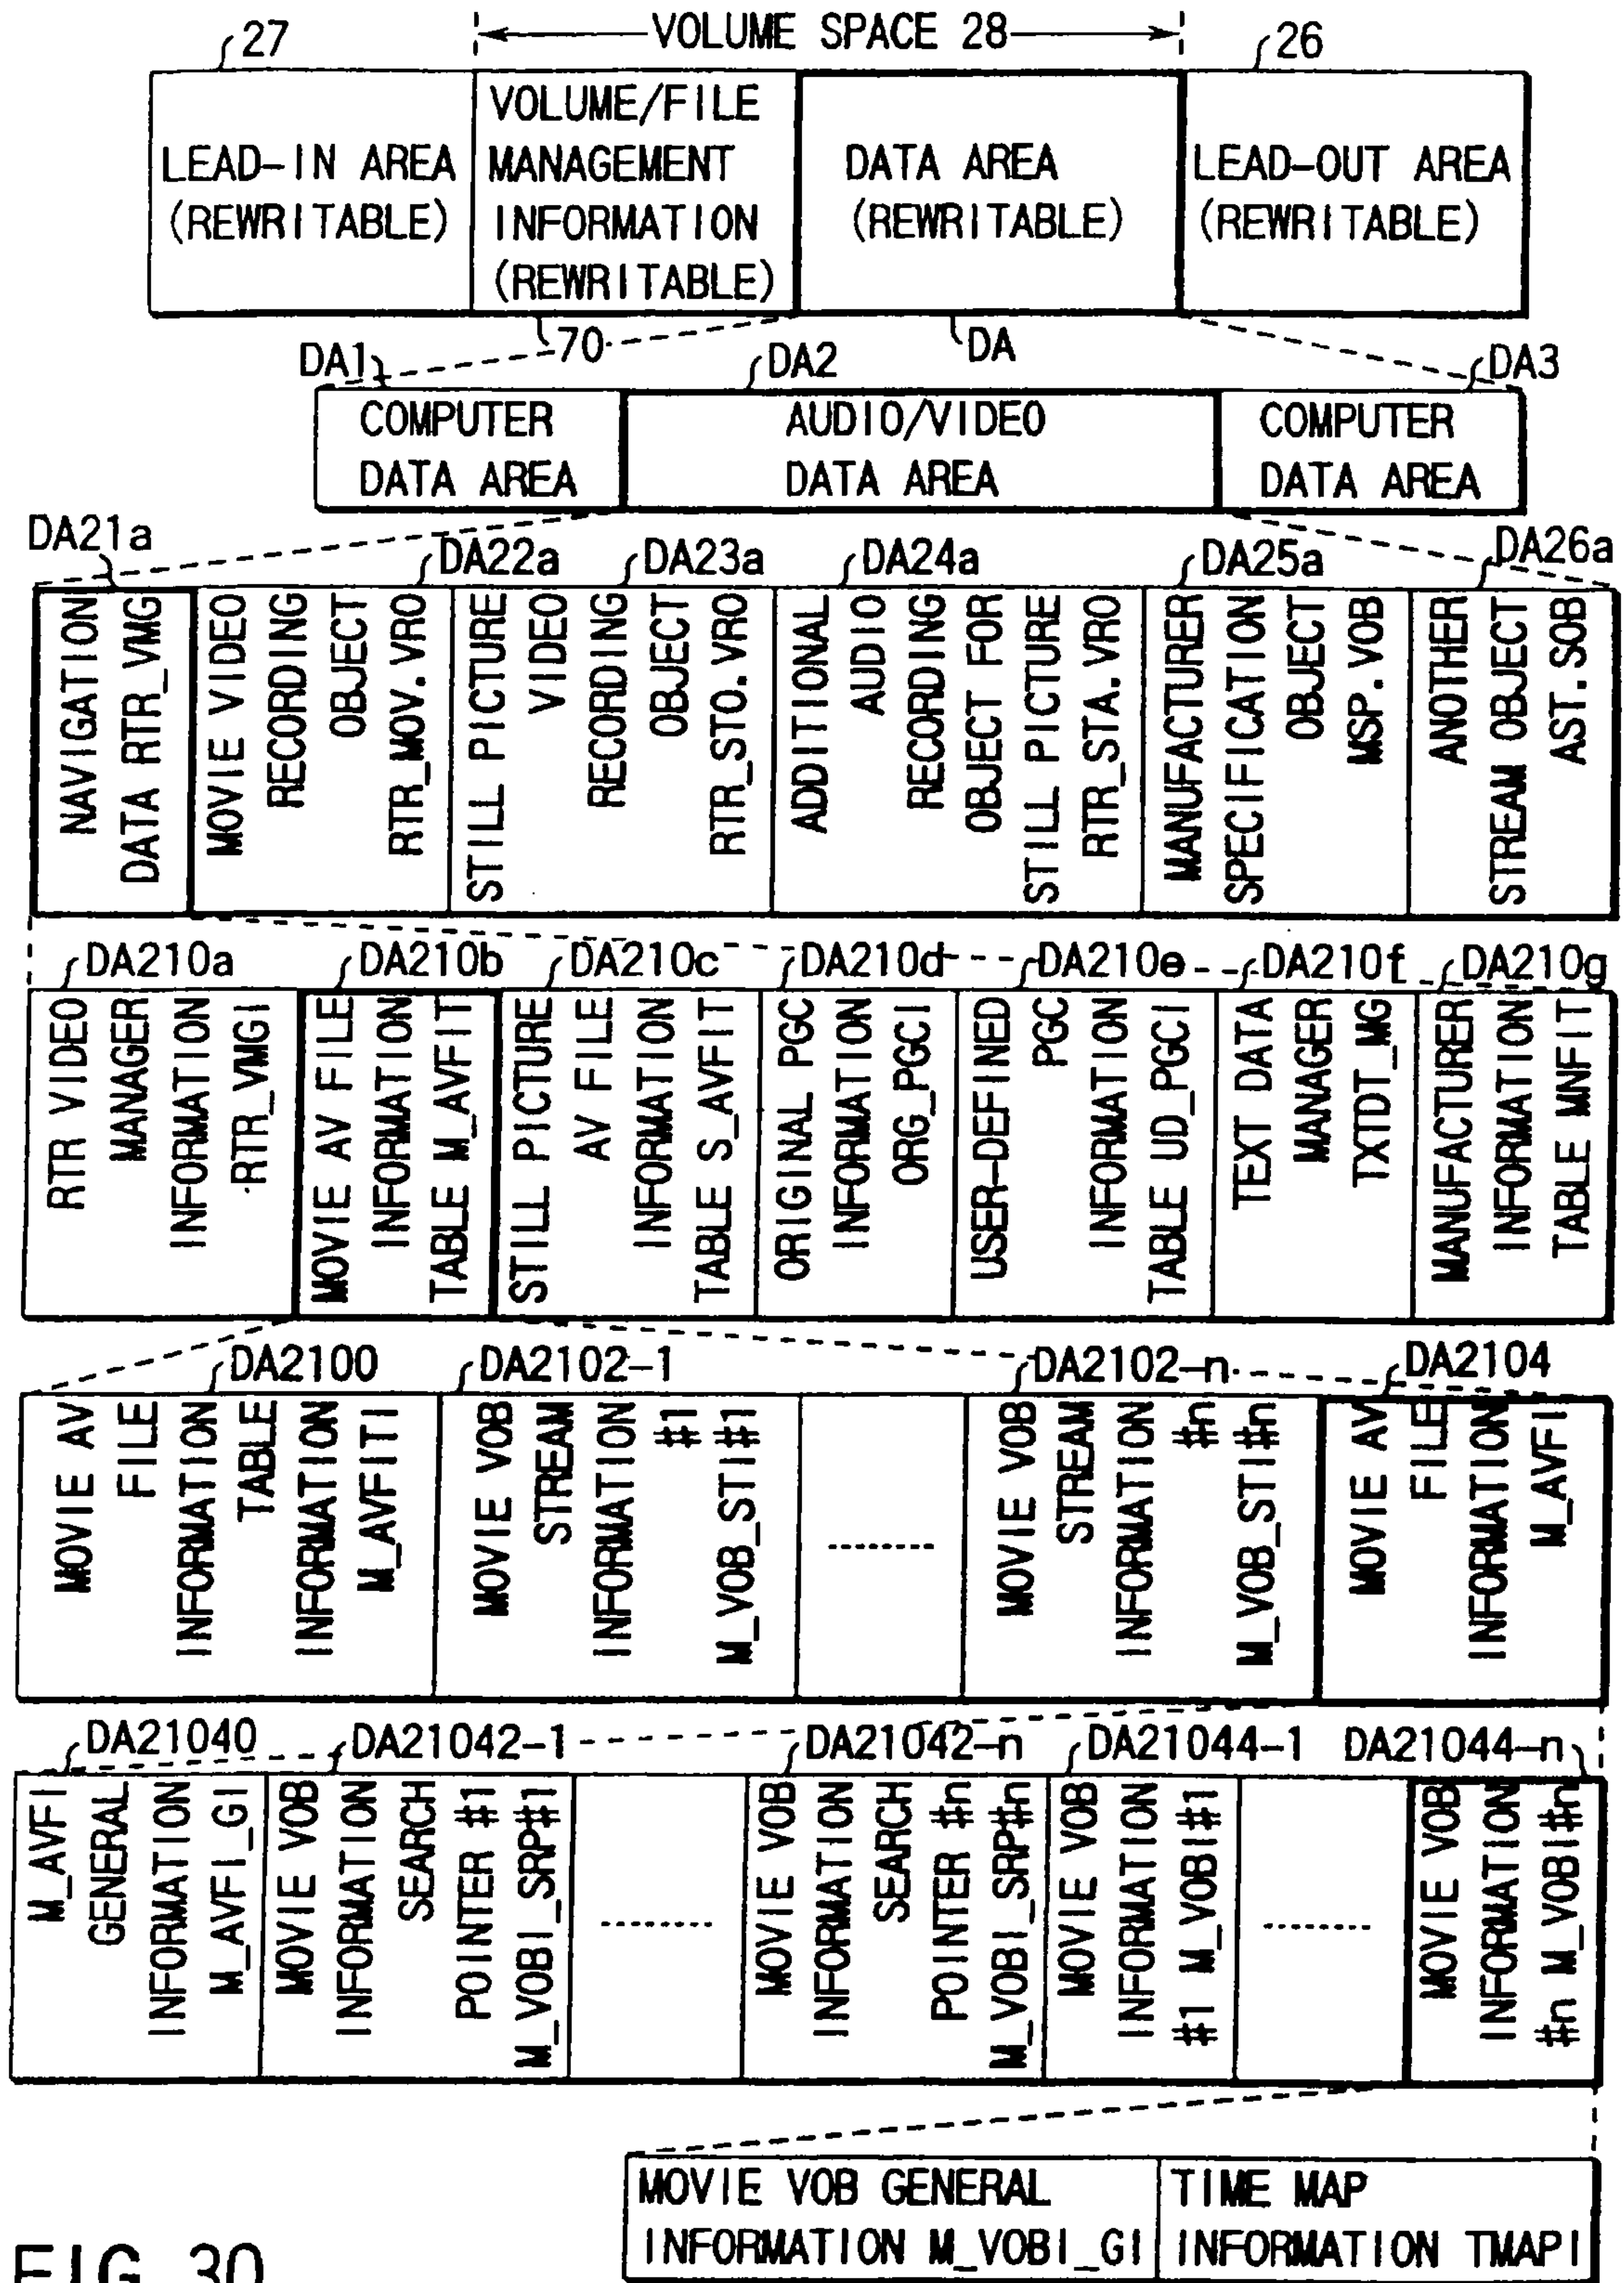 27
VOLUME SPACE 28
26
LEAD-IN AREA
(REWRITABLE)
VOLUME/FILE
MANAGEMENT
INFORMATION
(REWRITABLE)
DATA AREA
(REWRITABLE)
LEAD-OUT AREA
(REWRITABLE)
70
DA
DA1
DA2
DA3
COMPUTER
DATA AREA
AUDIO/VIDEO
DATA AREA
COMPUTER
DATA AREA
DA21a
DA22a
DA23a
DA24a
DA25a
DA26a
NAVIGATION
DATA RTR_VMG
MOVIE VIDEO
RECORDING
OBJECT
RTR_MOV.VRO
STILL PICTURE
VIDEO
RECORDING
OBJECT
RTR_STO.VRO
ADDITIONAL
AUDIO
RECORDING
OBJECT FOR
STILL PICTURE
RTR_STA.VRO
MANUFACTURER
SPECIFICATION
OBJECT
MSP.VOB
ANOTHER
STREAM OBJECT
AST.SOB
DA210a
DA210b
DA210c
DA210d
DA210e
DA210f
DA210g
RTR VIDEO
MANAGER
INFORMATION
RTR_VMGI
MOVIE AV FILE
INFORMATION
TABLE M_AVFIT
STILL PICTURE
AV FILE
INFORMATION
TABLE S_AVFIT
ORIGINAL PGC
INFORMATION
ORG_PGCI
USER-DEFINED
PGC
INFORMATION
TABLE UD_PGCI
TEXT DATA
MANAGER
TXTDT_MG
MANUFACTURER
INFORMATION
TABLE MNFIT
DA2100
DA2102-1
DA2102-n
DA2104
MOVIE AV
FILE
INFORMATION
TABLE
INFORMATION
M_AVFITI
MOVIE VOB
STREAM
INFORMATION
#1
M_VOB_STI#1
MOVIE VOB
STREAM
INFORMATION
#n
M_VOB_STI#n
MOVIE AV
FILE
INFORMATION
M_AVFI
DA21040
DA21042-1
DA21042-n
DA21044-1
DA21044-n
M_AVFI
GENERAL
INFORMATION
M_AVFI_GI
MOVIE VOB
INFORMATION
SEARCH
POINTER #1
M_VOBI_SRP#1
MOVIE VOB
INFORMATION
SEARCH
POINTER #n
M_VOBI_SRP#n
MOVIE VOB
INFORMATION
#1 M_VOBI#1
MOVIE VOB
INFORMATION
#n M_VOBI#n
MOVIE VOB GENERAL
INFORMATION M_VOBI_GI
TIME MAP
INFORMATION TMAPI
FIG. 30